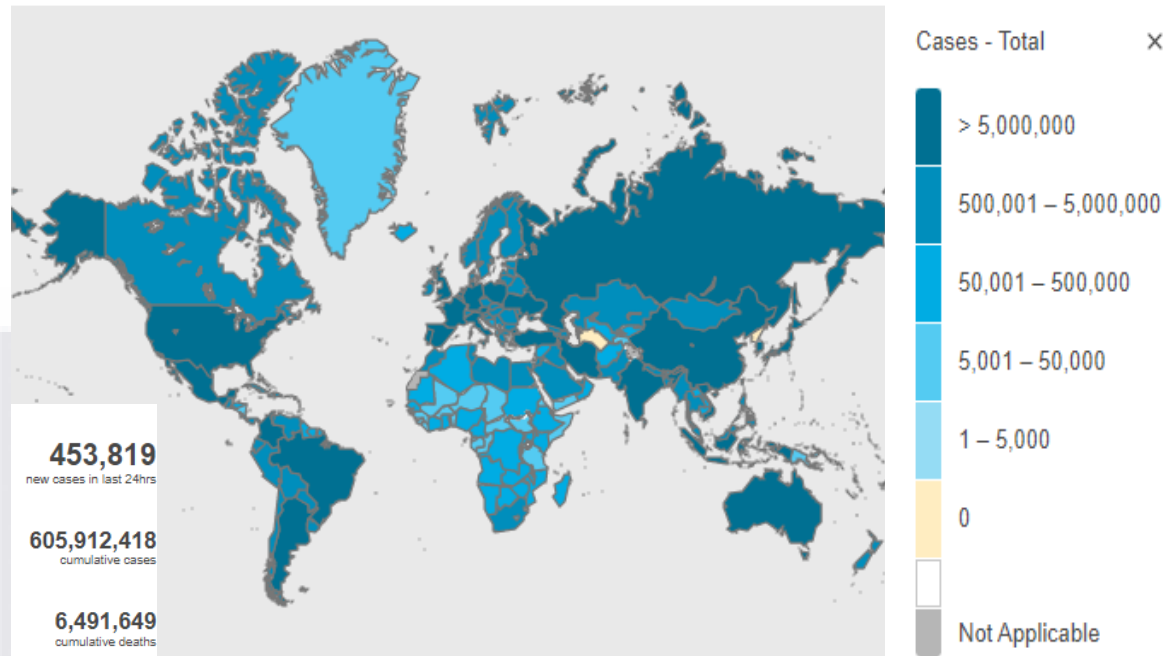 Cases - Total ×
> 5,000,000
500,001 – 5,000,000
50,001 – 500,000
5,001 – 50,000
1 – 5,000
0
Not Applicable
453,819
new cases in last 24hrs
605,912,418
cumulative cases
6,491,649
cumulative deaths